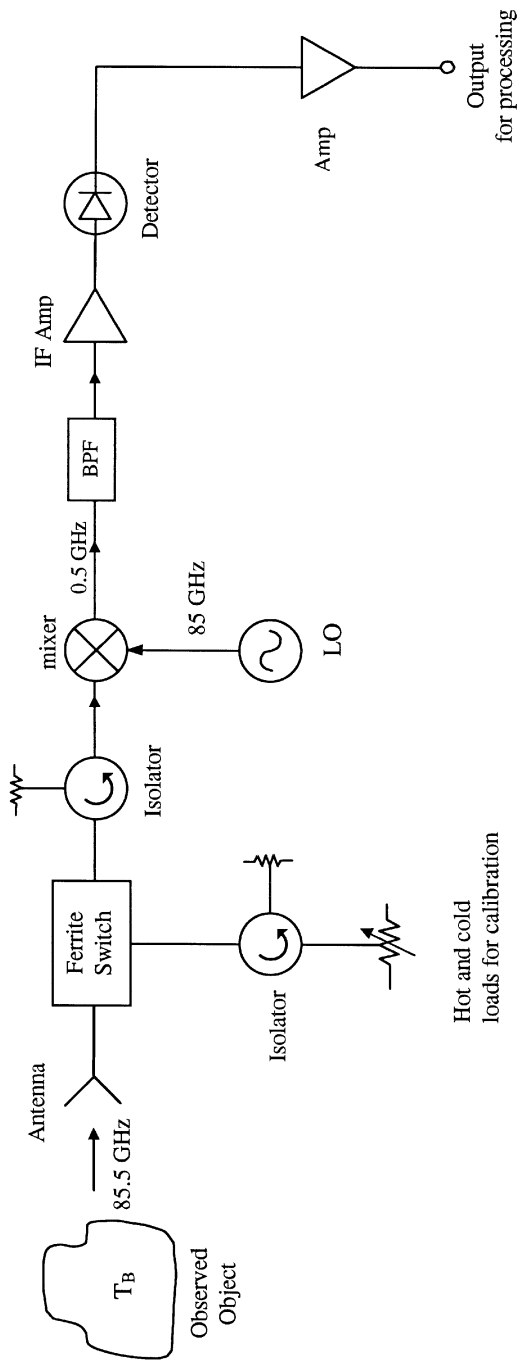 T_B
Observed
Object
85.5 GHz
Antenna
Ferrite
Switch
Isolator
Hot and cold
loads for calibration
Isolator
mixer
85 GHz
LO
0.5 GHz
BPF
IF Amp
Detector
Amp
Output
for processing